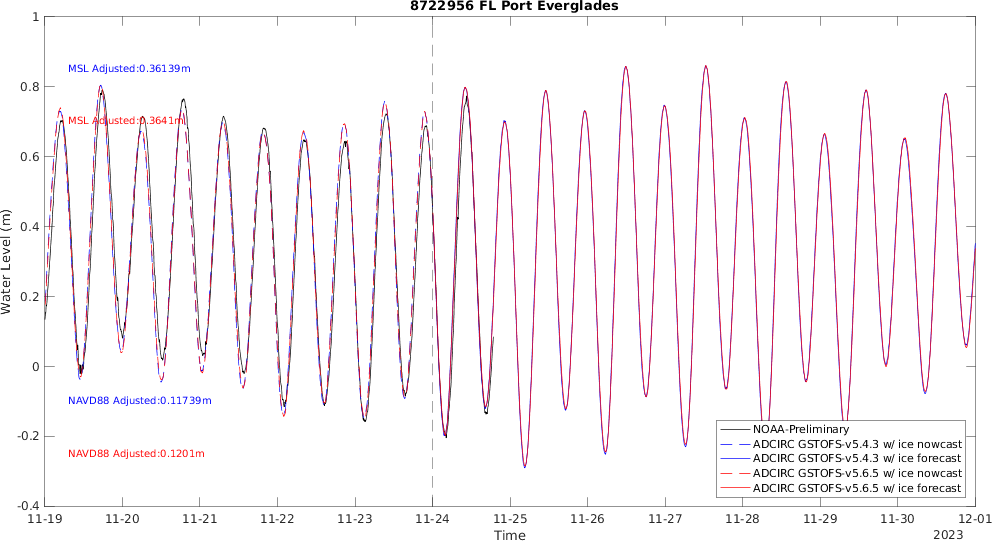 8722956 FL Port Everglades
1
0.8
0.6
0.4
0.2
0
-0.2
-0.4
Water Level (m)
MSL Adjusted:0.36139m
MSL Adjusted:0.3641m
NAVD88 Adjusted:0.11739m
NAVD88 Adjusted:0.1201m
NOAA-Preliminary
ADCIRC GSTOFS-v5.4.3 w/ ice nowcast
ADCIRC GSTOFS-v5.4.3 w/ ice forecast
ADCIRC GSTOFS-v5.6.5 w/ ice nowcast
ADCIRC GSTOFS-v5.6.5 w/ ice forecast
11-19 11-20 11-21 11-22 11-23 11-24 11-25 11-26 11-27 11-28 11-29 11-30 12-01
Time
2023